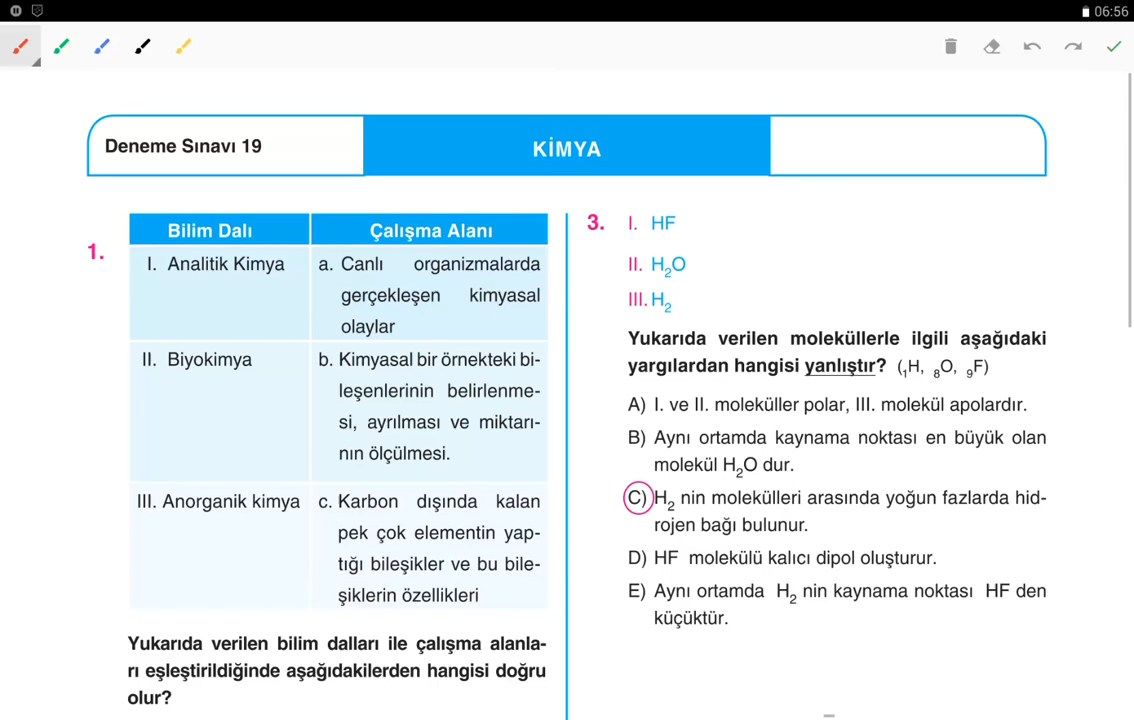 06:56
Deneme Sınavı 19
KİMYA
1.
Bilim Dalı
Çalışma Alanı
I. Analitik Kimya
a. Canlı organizmalarda
gerçekleşen kimyasal
olaylar
II. Biyokimya
b. Kimyasal bir örnekteki bi-
leşenlerinin belirlenme-
si, ayrılması ve miktarı-
nın ölçülmesi.
III. Anorganik kimya
c. Karbon dışında kalan
pek çok elementin yap-
tığı bileşikler ve bu bile-
şiklerin özellikleri
Yukarıda verilen bilim dalları ile çalışma alanla-
rı eşleştirildiğinde aşağıdakilerden hangisi doğru
olur?
3. I. HF
II. H₂O
III. H₂
Yukarıda verilen moleküllerle ilgili aşağıdaki
yargılardan hangisi yanlıştır? (₁H, ₈O, ₉F)
A) I. ve II. moleküller polar, III. molekül apolardır.
B) Aynı ortamda kaynama noktası en büyük olan
molekül H₂O dur.
C) H₂ nin molekülleri arasında yoğun fazlarda hid-
rojen bağı bulunur.
D) HF molekülü kalıcı dipol oluşturur.
E) Aynı ortamda H₂ nin kaynama noktası HF den
küçüktür.